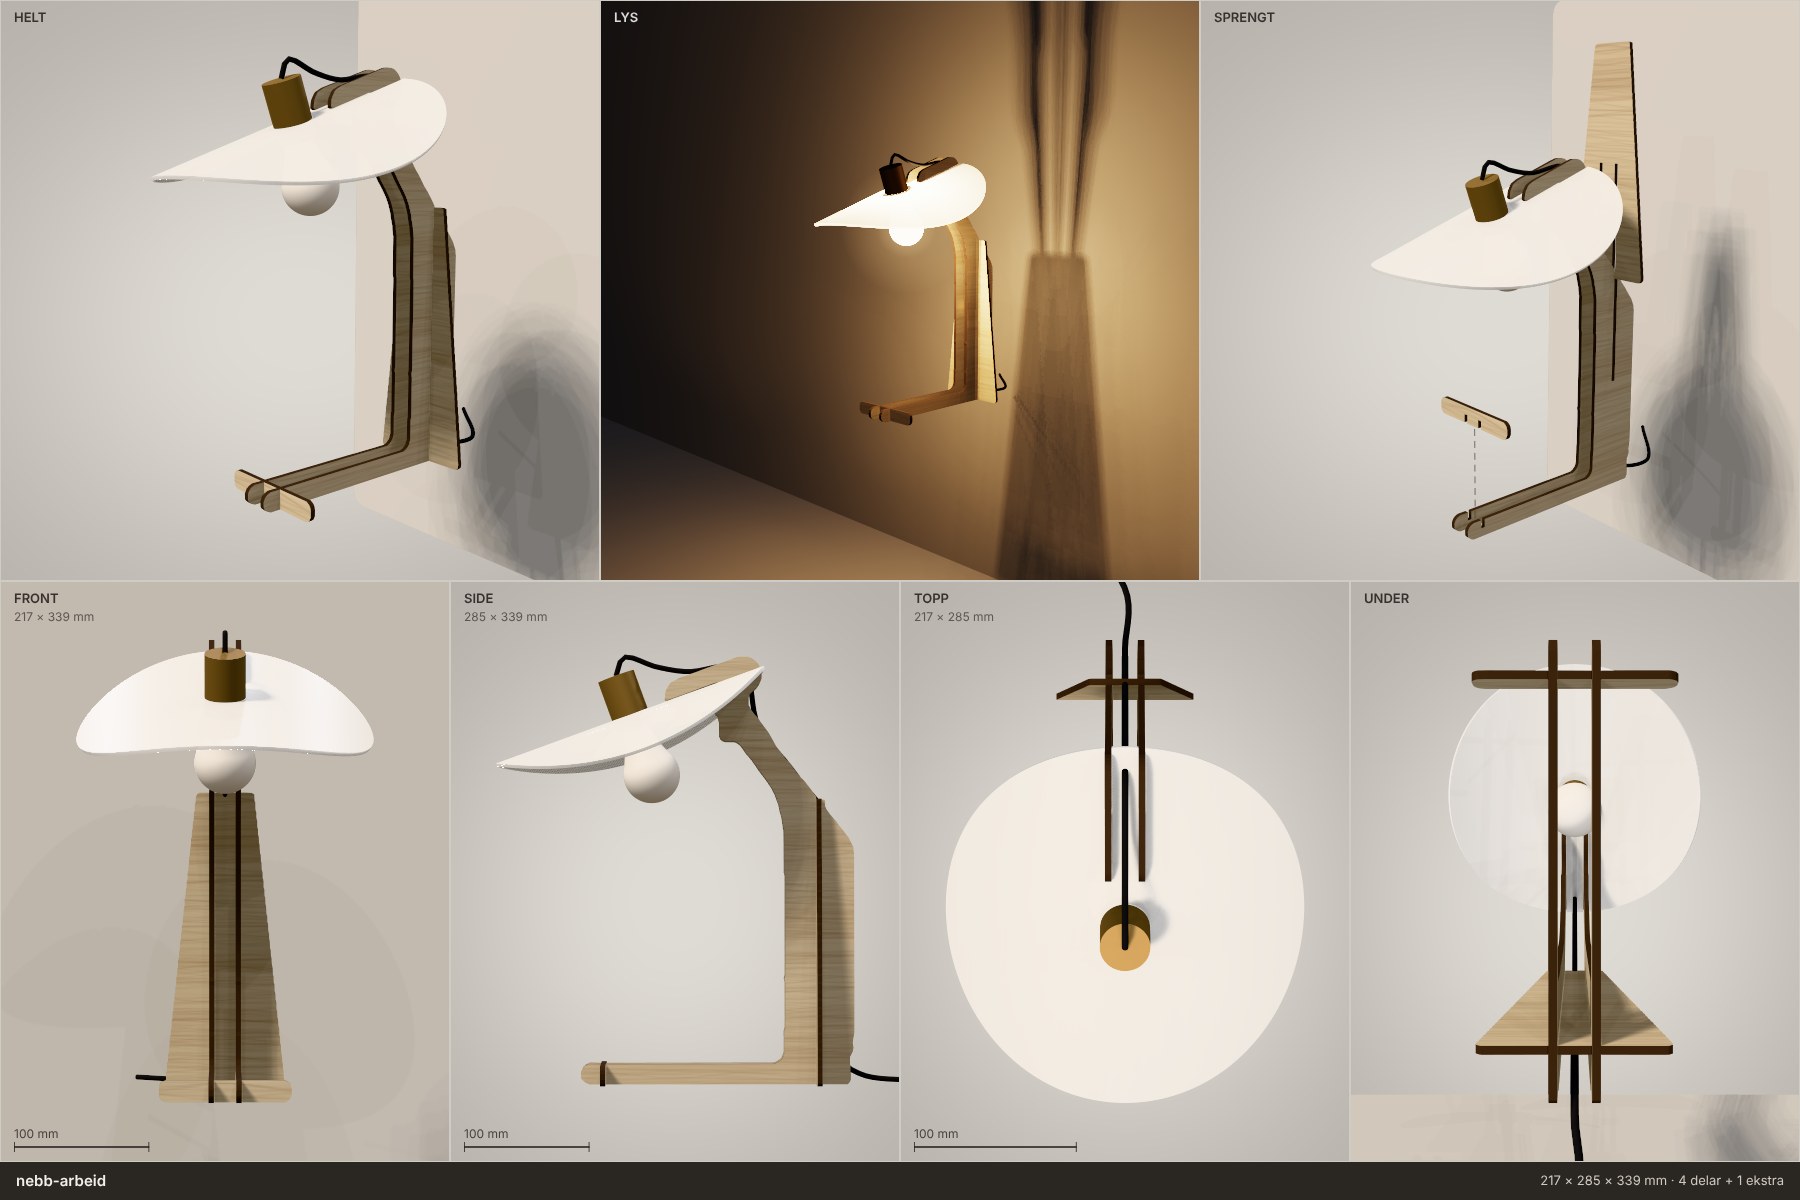 HELT
LYS
SPRENGT
FRONT
217 × 339 mm
SIDE
285 × 339 mm
TOPP
217 × 285 mm
UNDER
100 mm
100 mm
100 mm
nebb-arbeid
217 × 285 × 339 mm · 4 delar + 1 ekstra